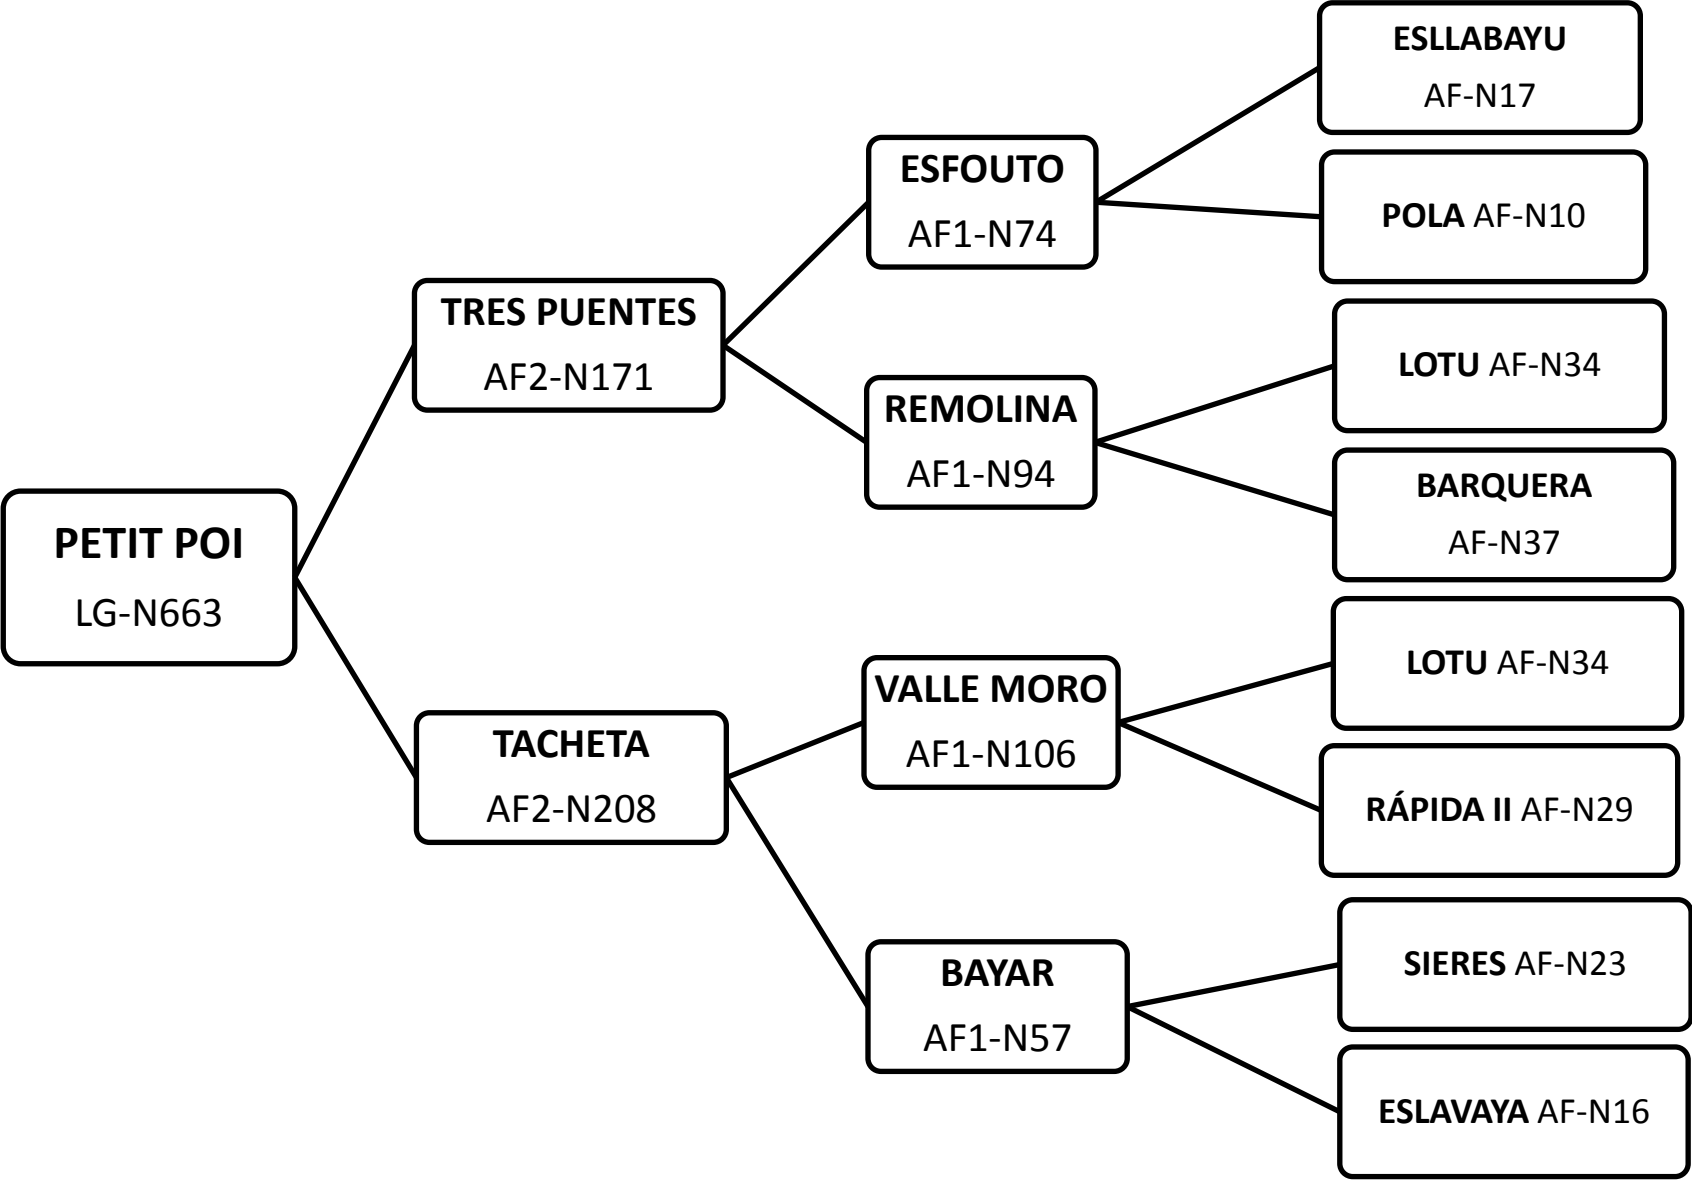 PETIT POI
LG-N663
TRES PUENTES
AF2-N171
TACHETA
AF2-N208
ESFOUTO
AF1-N74
REMOLINA
AF1-N94
VALLE MORO
AF1-N106
BAYAR
AF1-N57
ESLLABAYU
AF-N17
POLA AF-N10
LOTU AF-N34
BARQUERA
AF-N37
LOTU AF-N34
RÁPIDA II AF-N29
SIERES AF-N23
ESLAVAYA AF-N16